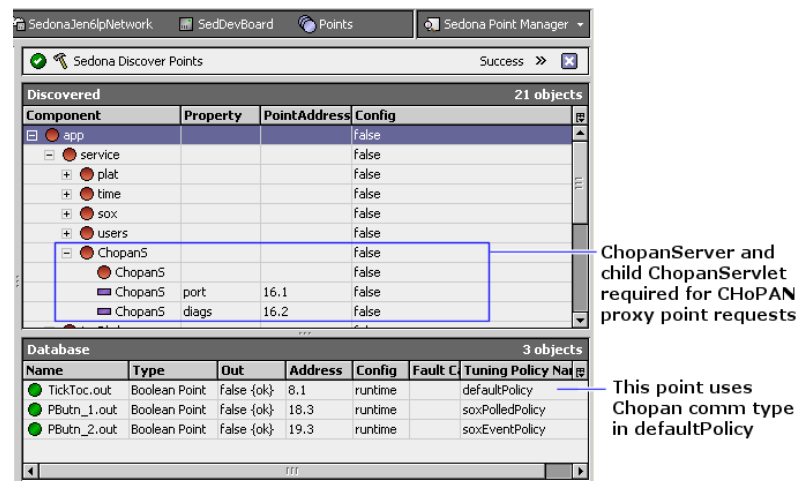 SedonaJen6lpNetwork SedDevBoard Points Sedona Point Manager
Sedona Discover Points Success »
Discovered 21 objects
Component Property PointAddress Config
app false
service false
plat false
time false
sox false
users false
ChopanS false
ChopanS false
ChopanS port 16.1 false
ChopanS diags 16.2 false
ChopanServer and
child ChopanServlet
required for CHoPAN
proxy point requests
Database 3 objects
Name Type Out Address Config Fault C Tuning Policy Na
TickToc.out Boolean Point false {ok} 8.1 runtime defaultPolicy
PButn_1.out Boolean Point false {ok} 18.3 runtime soxPolledPolicy
PButn_2.out Boolean Point false {ok} 19.3 runtime soxEventPolicy
This point uses
Chopan comm type
in defaultPolicy